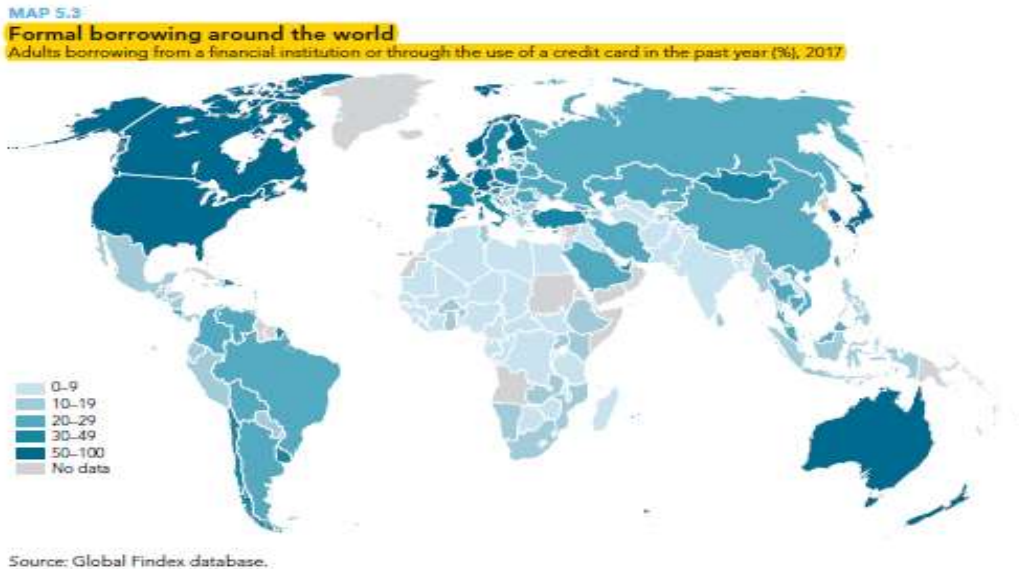 MAP 5.3
Formal borrowing around the world
Adults borrowing from a financial institution or through the use of a credit card in the past year (%), 2017
0–9
10–19
20–29
30–49
50–100
No data
Source: Global Findex database.